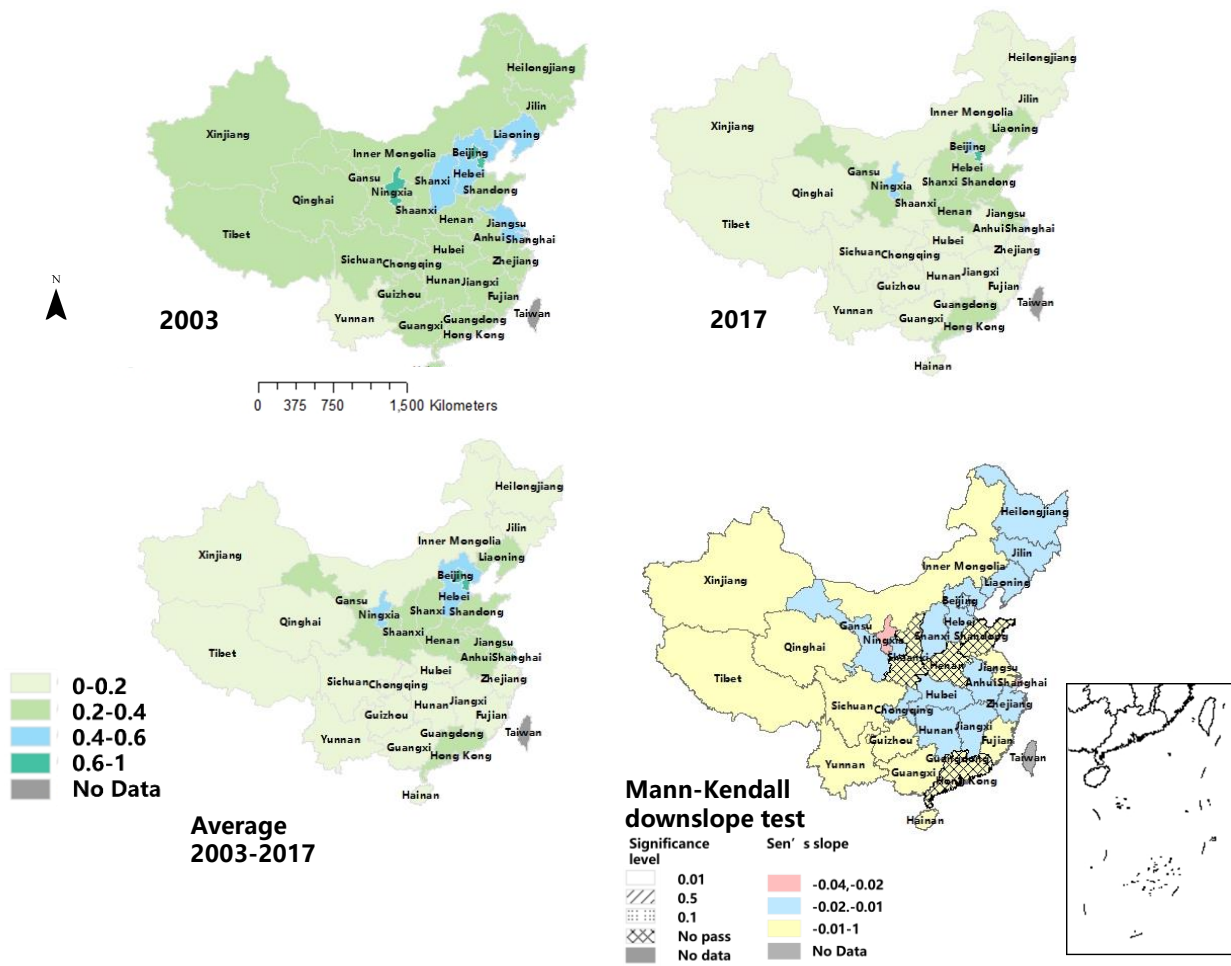 Heilongjiang
Jilin
Xinjiang
Liaoning
Inner Mongolia
Beijing
Gansu
Ningxia
Shanxi
Hebei
Shandong
Qinghai
Shaanxi
Henan
Jiangsu
Tibet
Anhui
Shanghai
Hubei
Sichuan
Chongqing
Zhejiang
Hunan
Jiangxi
Guizhou
Fujian
Yunnan
Guangxi
Guangdong
Hong Kong
Taiwan
N
2003
Heilongjiang
Jilin
Xinjiang
Inner Mongolia
Liaoning
Beijing
Gansu
Hebei
Ningxia
Shanxi
Shandong
Qinghai
Shaanxi
Henan
Jiangsu
Tibet
Anhui
Shanghai
Hubei
Sichuan
Chongqing
Zhejiang
Hunan
Jiangxi
Guizhou
Fujian
Guangdong
Yunnan
Guangxi
Hong Kong
Taiwan
Hainan
2017
0 375 750 1,500 Kilometers
Heilongjiang
Jilin
Inner Mongolia
Xinjiang
Liaoning
Beijing
Gansu
Hebei
Ningxia
Shanxi
Shandong
Qinghai
Shaanxi
Henan
Jiangsu
Tibet
Anhui
Shanghai
Hubei
Sichuan
Chongqing
Zhejiang
Hunan
Jiangxi
Guizhou
Fujian
Yunnan
Guangdong
Guangxi
Hong Kong
Taiwan
Hainan
0-0.2
0.2-0.4
0.4-0.6
0.6-1
No Data
Average
2003-2017
Heilongjiang
Jilin
Inner Mongolia
Xinjiang
Liaoning
Beijing
Gansu
Hebei
Ningxia
Shanxi
Shandong
Qinghai
Shaanxi
Henan
Jiangsu
Tibet
Anhui
Shanghai
Hubei
Sichuan
Chongqing
Zhejiang
Hunan
Jiangxi
Guizhou
Fujian
Yunnan
Guangdong
Guangxi
Hong Kong
Taiwan
Hainan
Mann-Kendall
downslope test
Significance
level
0.01
0.5
0.1
No pass
No data
Sen's slope
-0.04,-0.02
-0.02.-0.01
-0.01-1
No Data